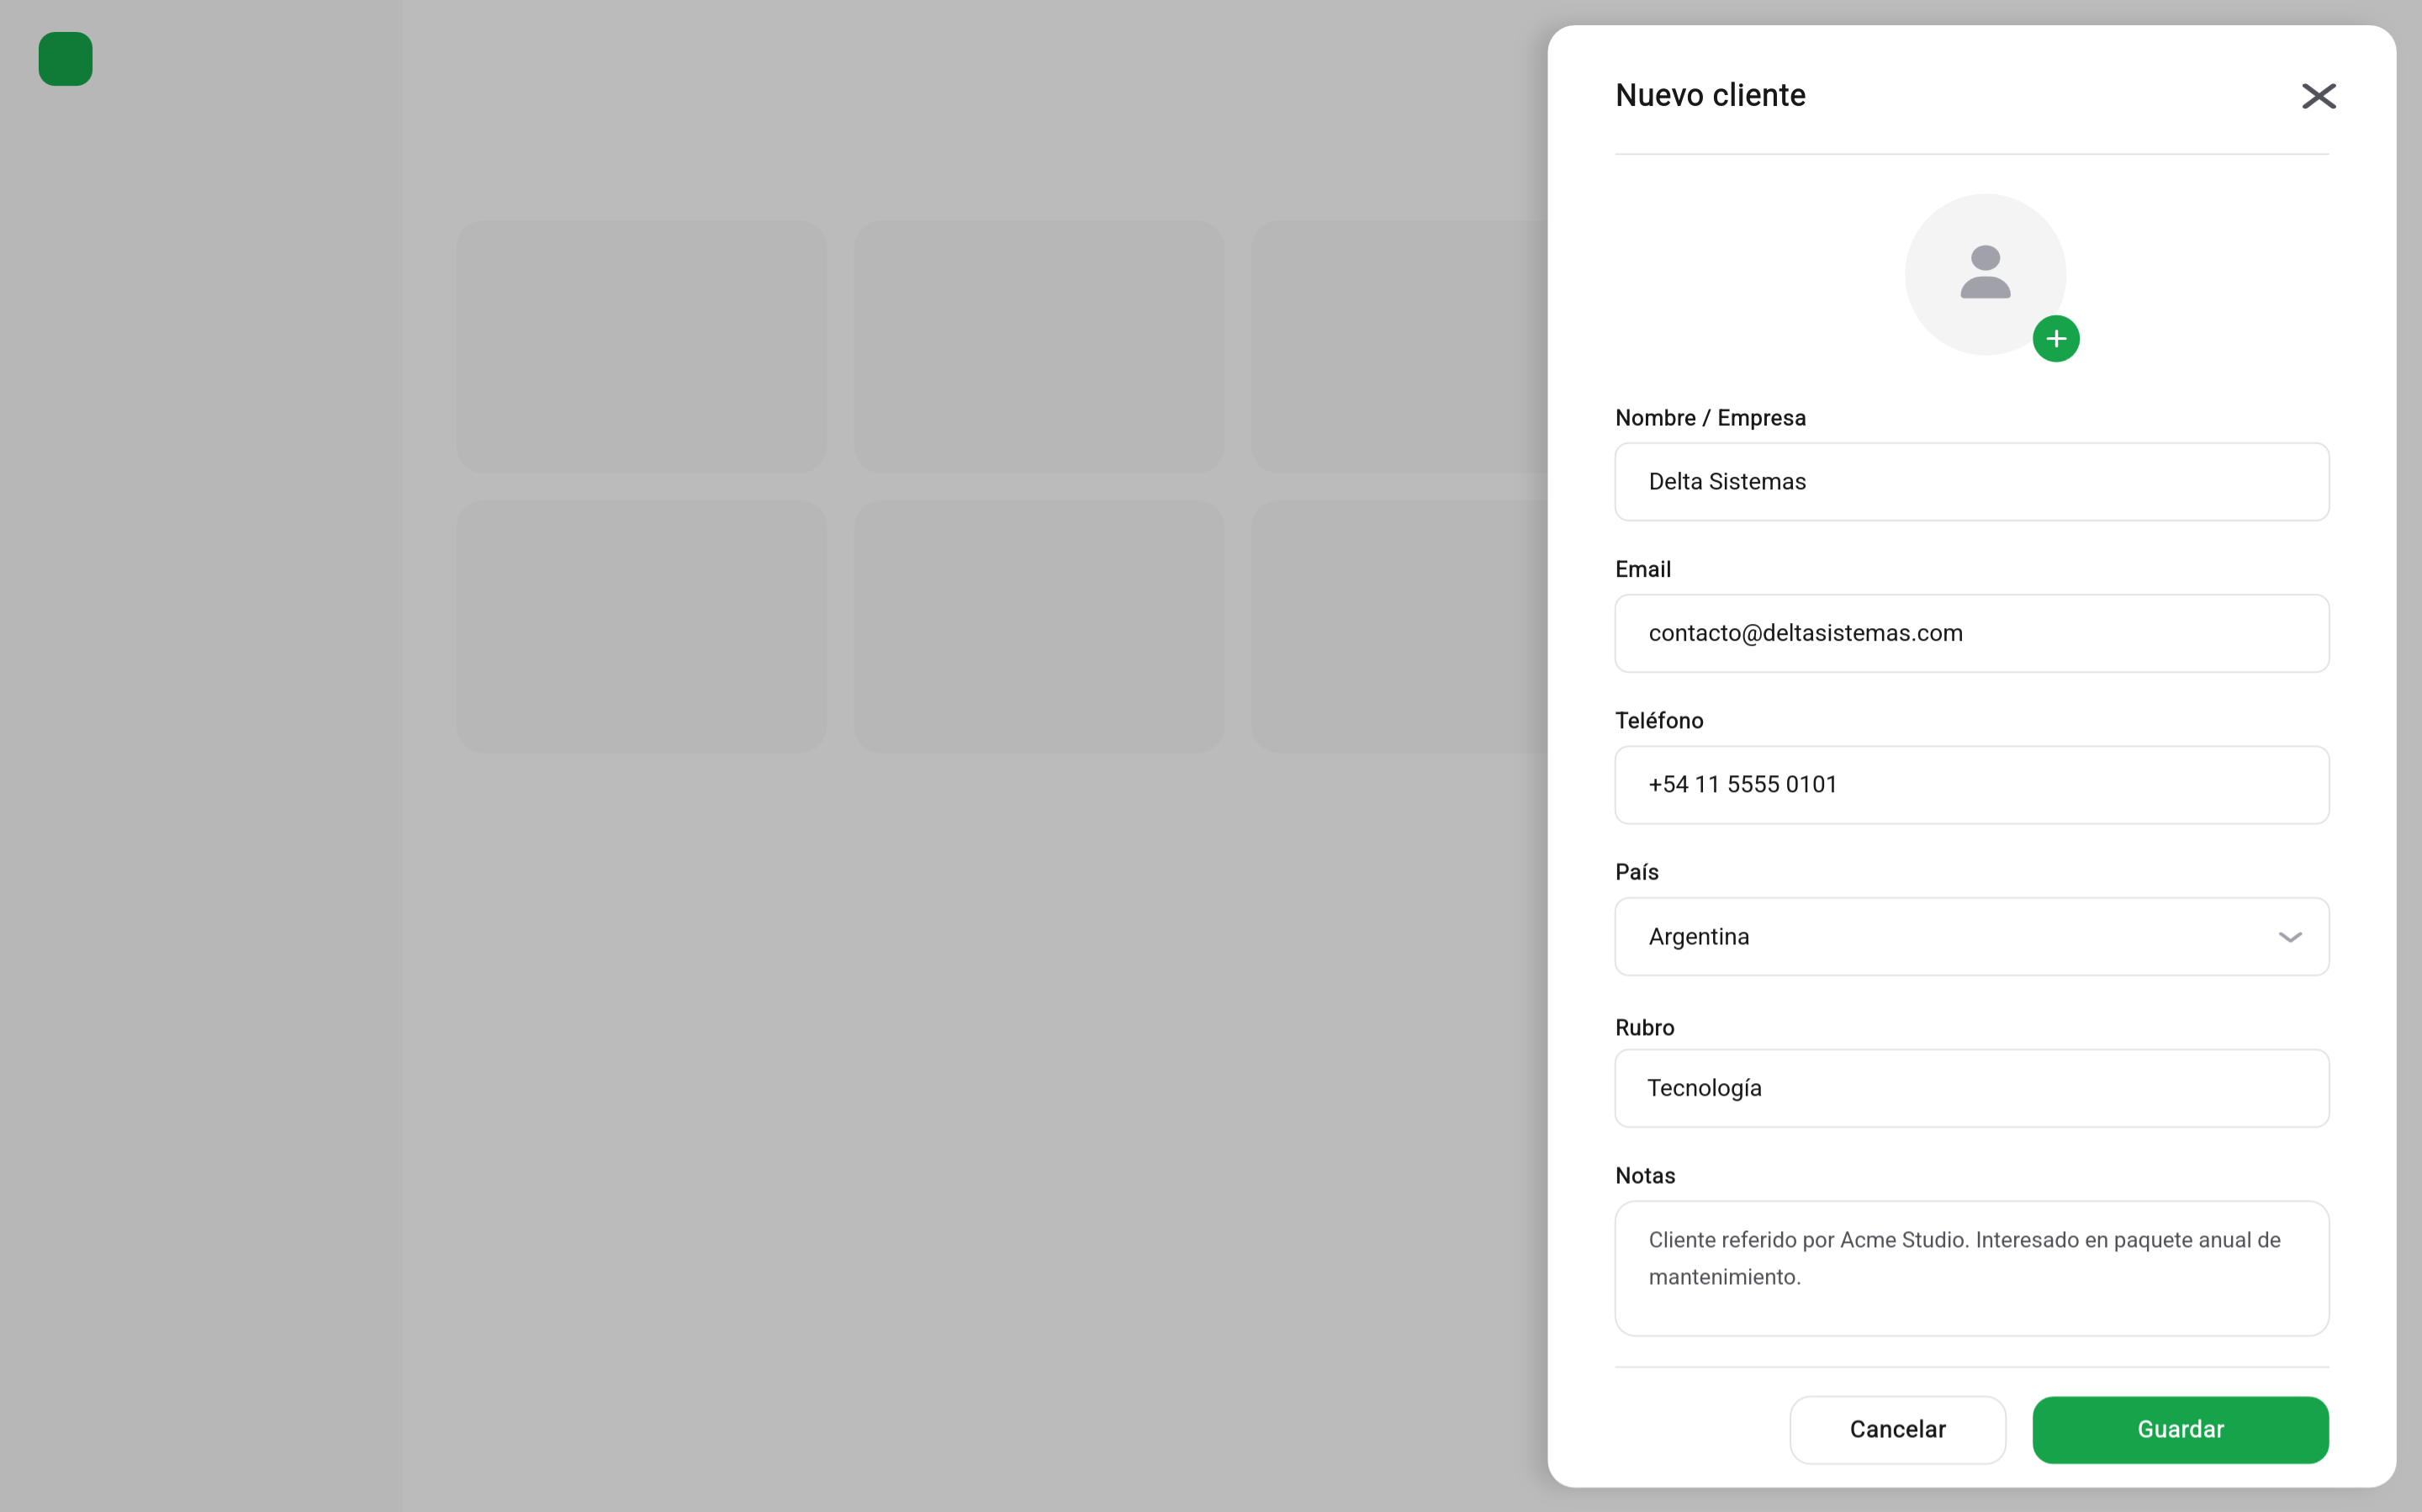 Nuevo cliente
Nombre / Empresa
Delta Sistemas
Email
contacto@deltasistemas.com
Teléfono
+54 11 5555 0101
País
Argentina
Rubro
Tecnología
Notas
Cliente referido por Acme Studio. Interesado en paquete anual de
mantenimiento.
Cancelar
Guardar